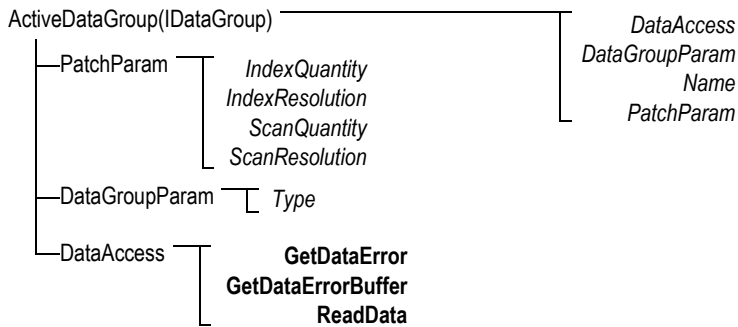 ActiveDataGroup(IDataGroup)
DataAccess
DataGroupParam
Name
PatchParam
PatchParam
IndexQuantity
IndexResolution
ScanQuantity
ScanResolution
DataGroupParam
Type
DataAccess
GetDataError
GetDataErrorBuffer
ReadData